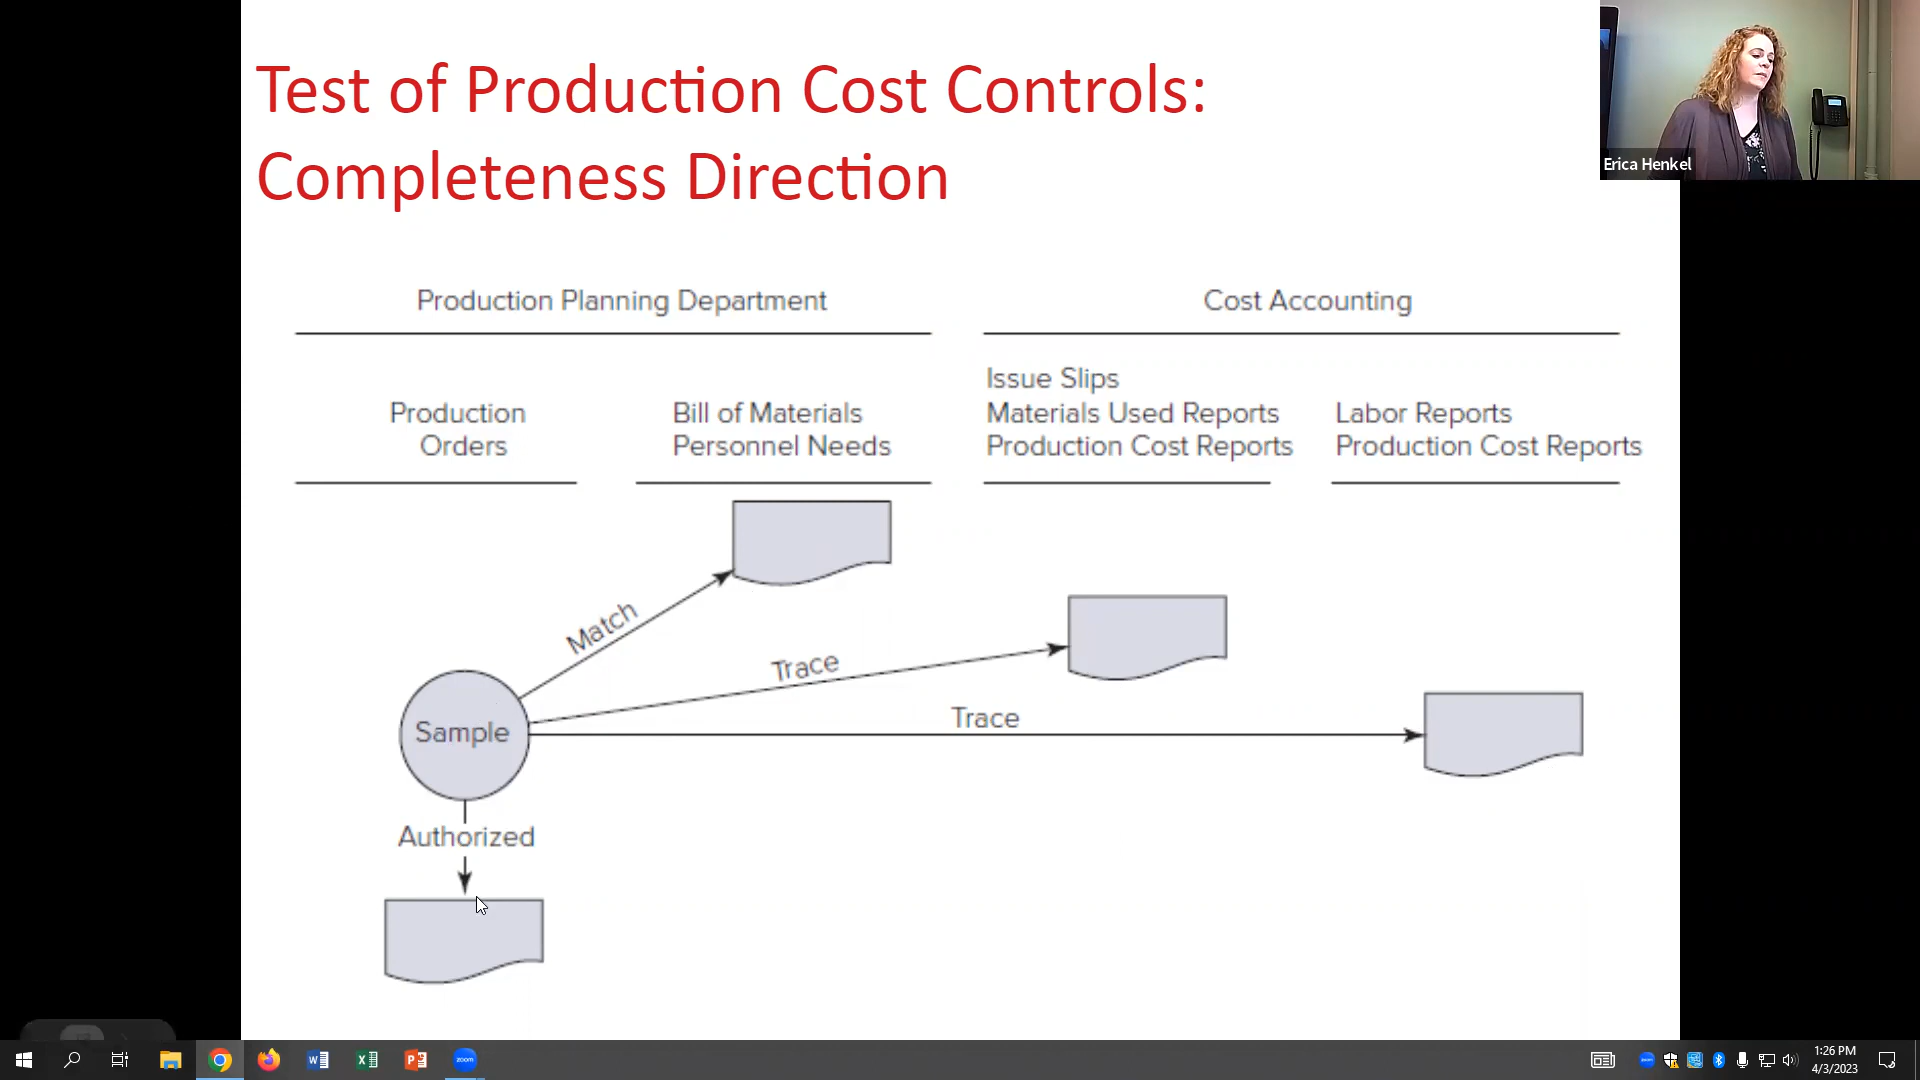 Test of Production Cost Controls:
Completeness Direction
Erica Henkel
Production Planning Department
Cost Accounting
Production
Orders
Bill of Materials
Personnel Needs
Issue Slips
Materials Used Reports
Production Cost Reports
Labor Reports
Production Cost Reports
Match
Trace
Trace
Sample
Authorized
zoom
1:26 PM
4/3/2023